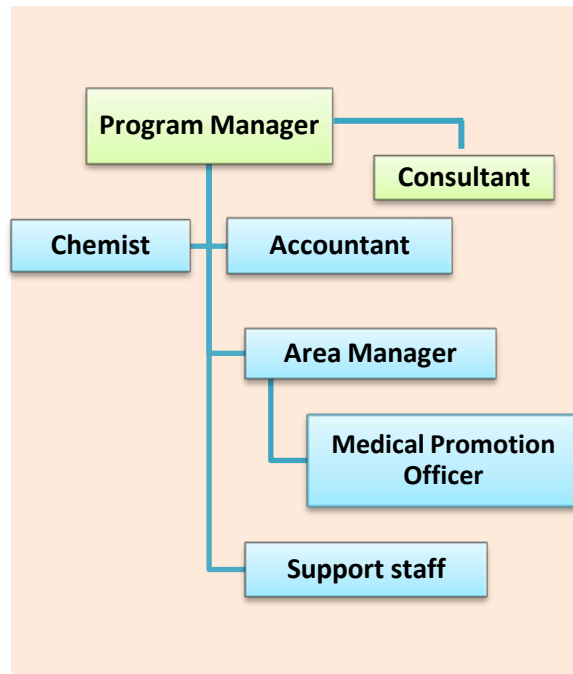 Program Manager
Consultant
Chemist
Accountant
Area Manager
Medical Promotion
Officer
Support staff